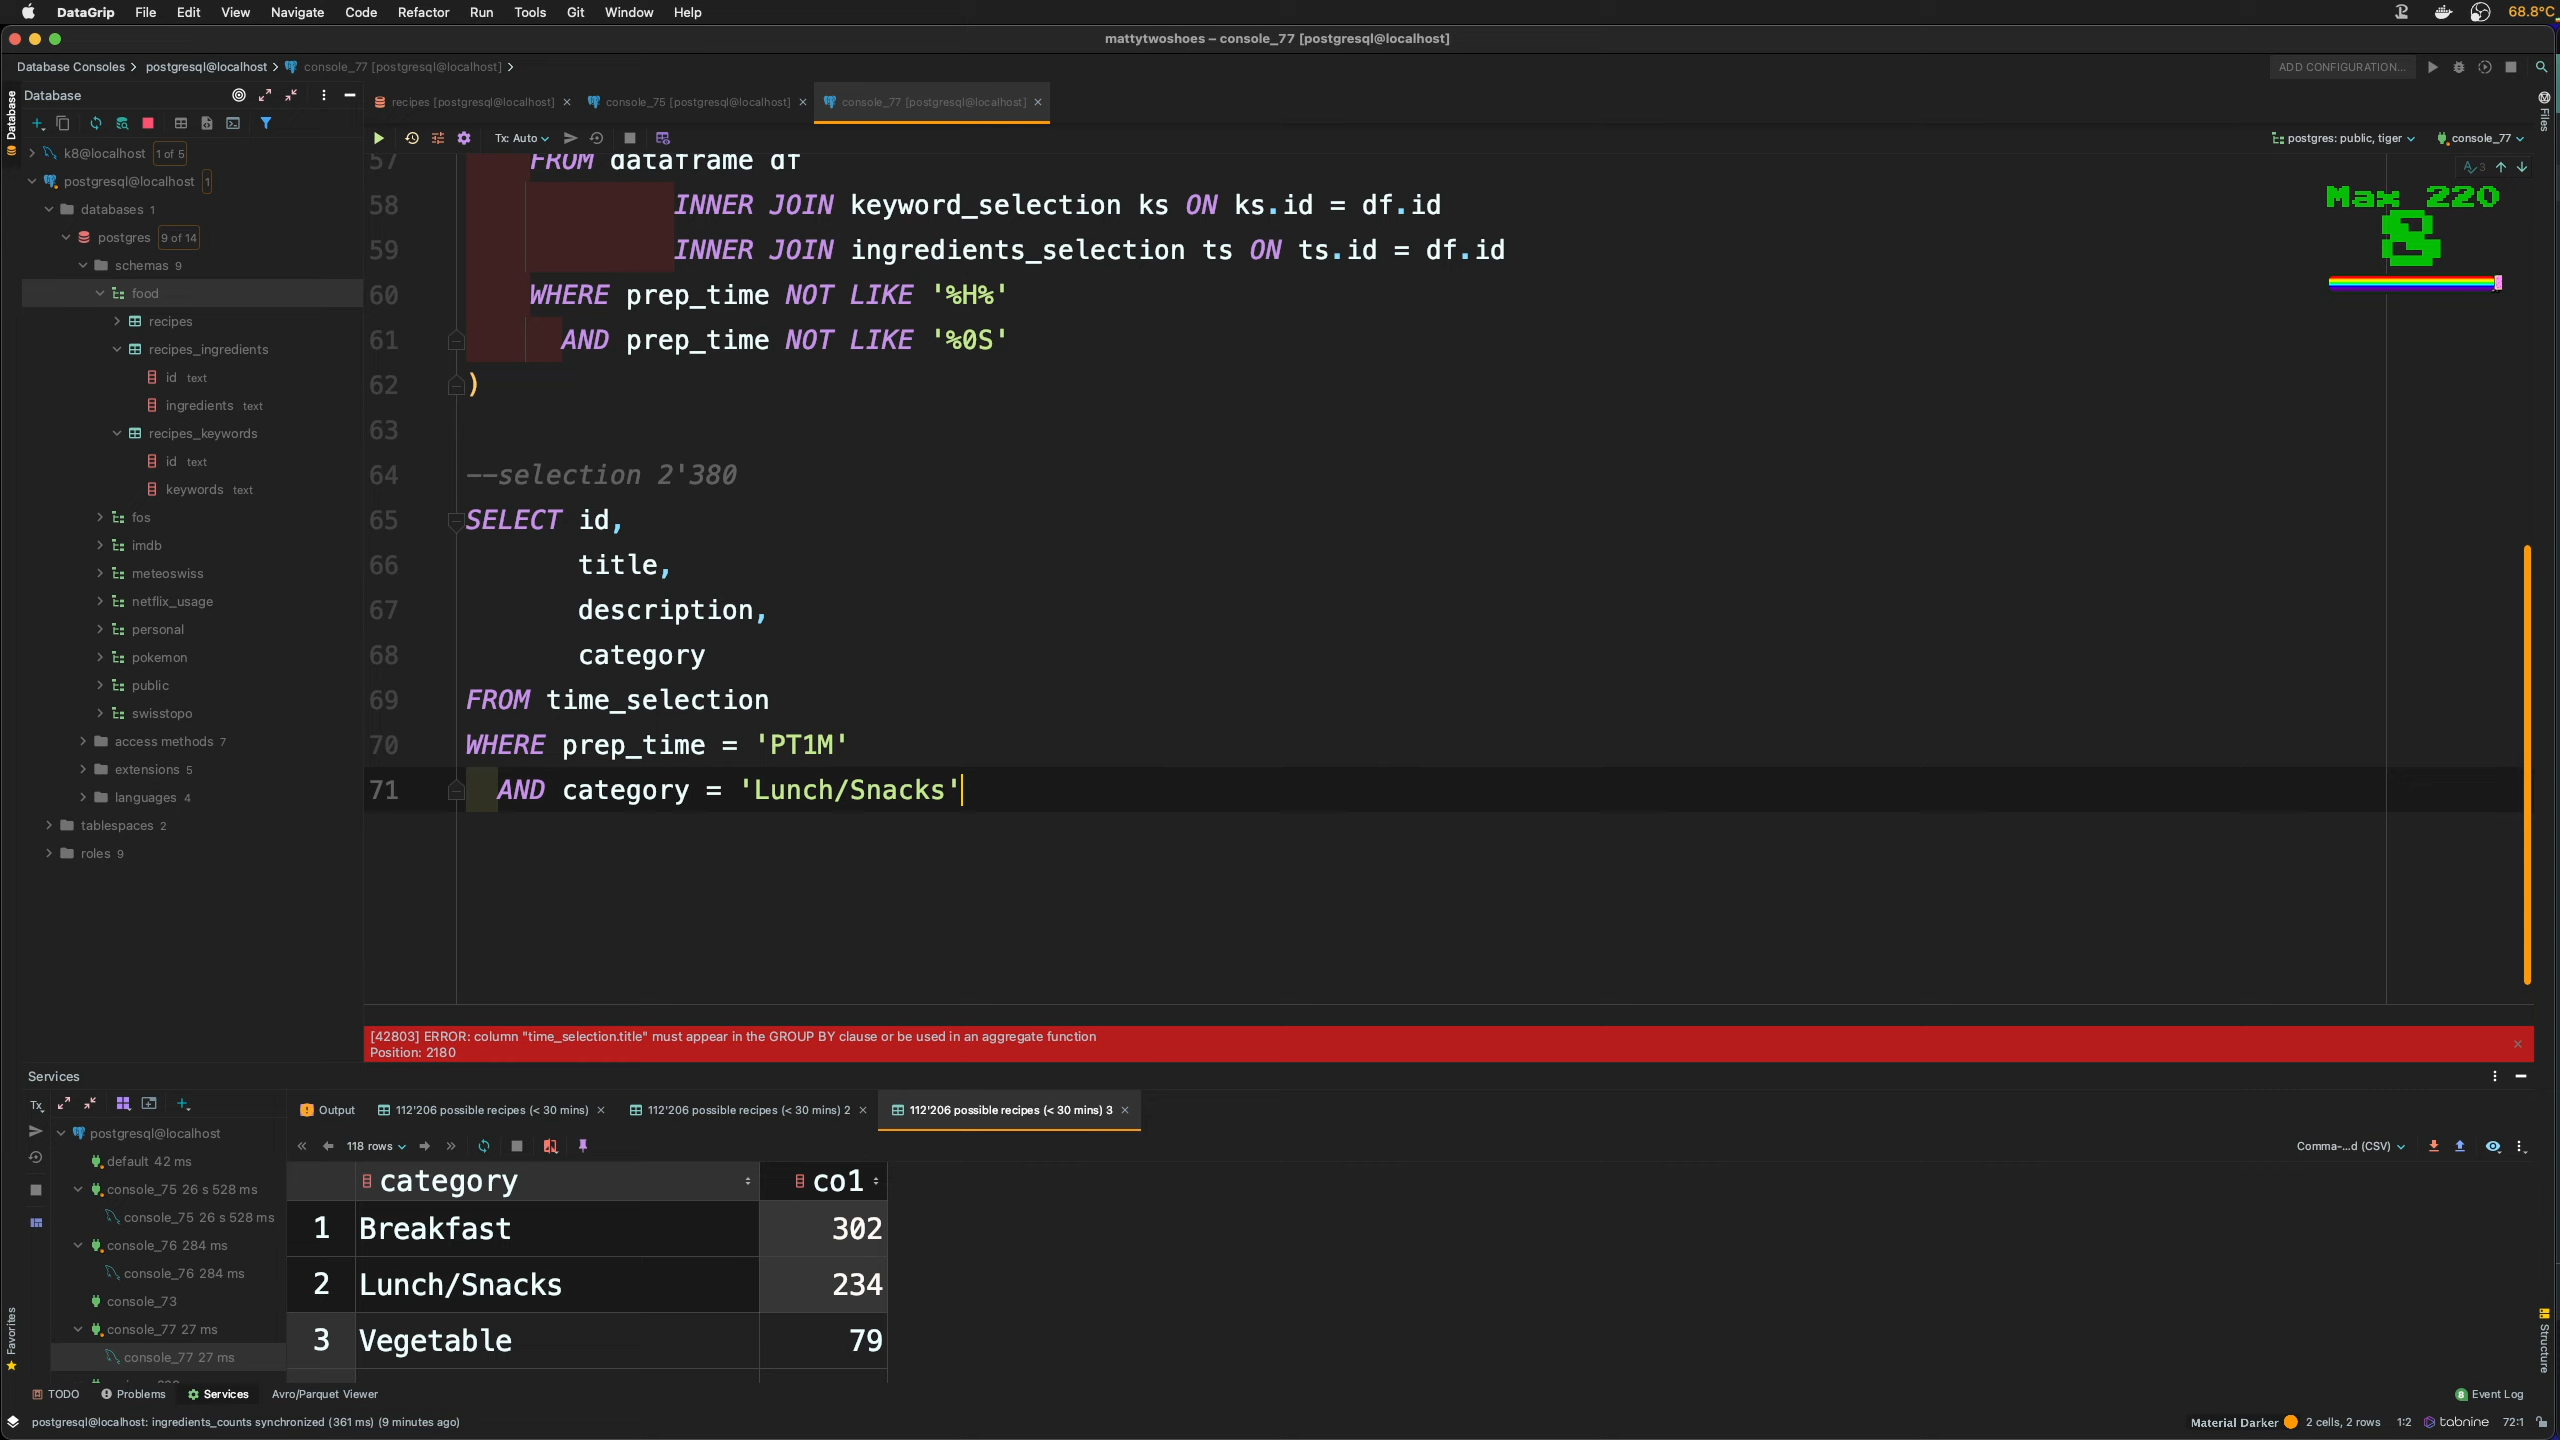 DataGrip File Edit View Navigate Code Refactor Run Tools Git Window Help
68.8°C
mattytwoshoes – console_77 [postgresql@localhost]
Database Consoles postgresql@localhost console_77 [postgresql@localhost]
ADD CONFIGURATION...
Database
recipes [postgresql@localhost] console_75 [postgresql@localhost] console_77 [postgresql@localhost]
Tx: Auto
postgres: public, tiger console_77
Database
Files
k8@localhost 1 of 5
postgresql@localhost 1
databases 1
postgres 9 of 14
schemas 9
food
recipes
recipes_ingredients
id text
ingredients text
recipes_keywords
id text
keywords text
fos
imdb
meteoswiss
netflix_usage
personal
pokemon
public
swisstopo
access methods 7
extensions 5
languages 4
tablespaces 2
roles 9
3
Max 220
8
57 FROM dataframe df
58 INNER JOIN keyword_selection ks ON ks.id = df.id
59 INNER JOIN ingredients_selection ts ON ts.id = df.id
60 WHERE prep_time NOT LIKE '%H%'
61 AND prep_time NOT LIKE '%0S'
62 )
63
64 --selection 2'380
65 SELECT id,
66 title,
67 description,
68 category
69 FROM time_selection
70 WHERE prep_time = 'PT1M'
71 AND category = 'Lunch/Snacks'
[42803] ERROR: column "time_selection.title" must appear in the GROUP BY clause or be used in an aggregate function
Position: 2180
Services
Tx
Output 112'206 possible recipes (< 30 mins) 112'206 possible recipes (< 30 mins) 2 112'206 possible recipes (< 30 mins) 3
118 rows
Comma-...d (CSV)
postgresql@localhost
default 42 ms
console_75 26 s 528 ms
console_75 26 s 528 ms
console_76 284 ms
console_76 284 ms
console_73
console_77 27 ms
console_77 27 ms
category co1
1 Breakfast 302
2 Lunch/Snacks 234
3 Vegetable 79
Favorites
Structure
TODO Problems Services Avro/Parquet Viewer
8 Event Log
postgresql@localhost: ingredients_counts synchronized (361 ms) (9 minutes ago)
Material Darker 2 cells, 2 rows 1:2 tabnine 72:1